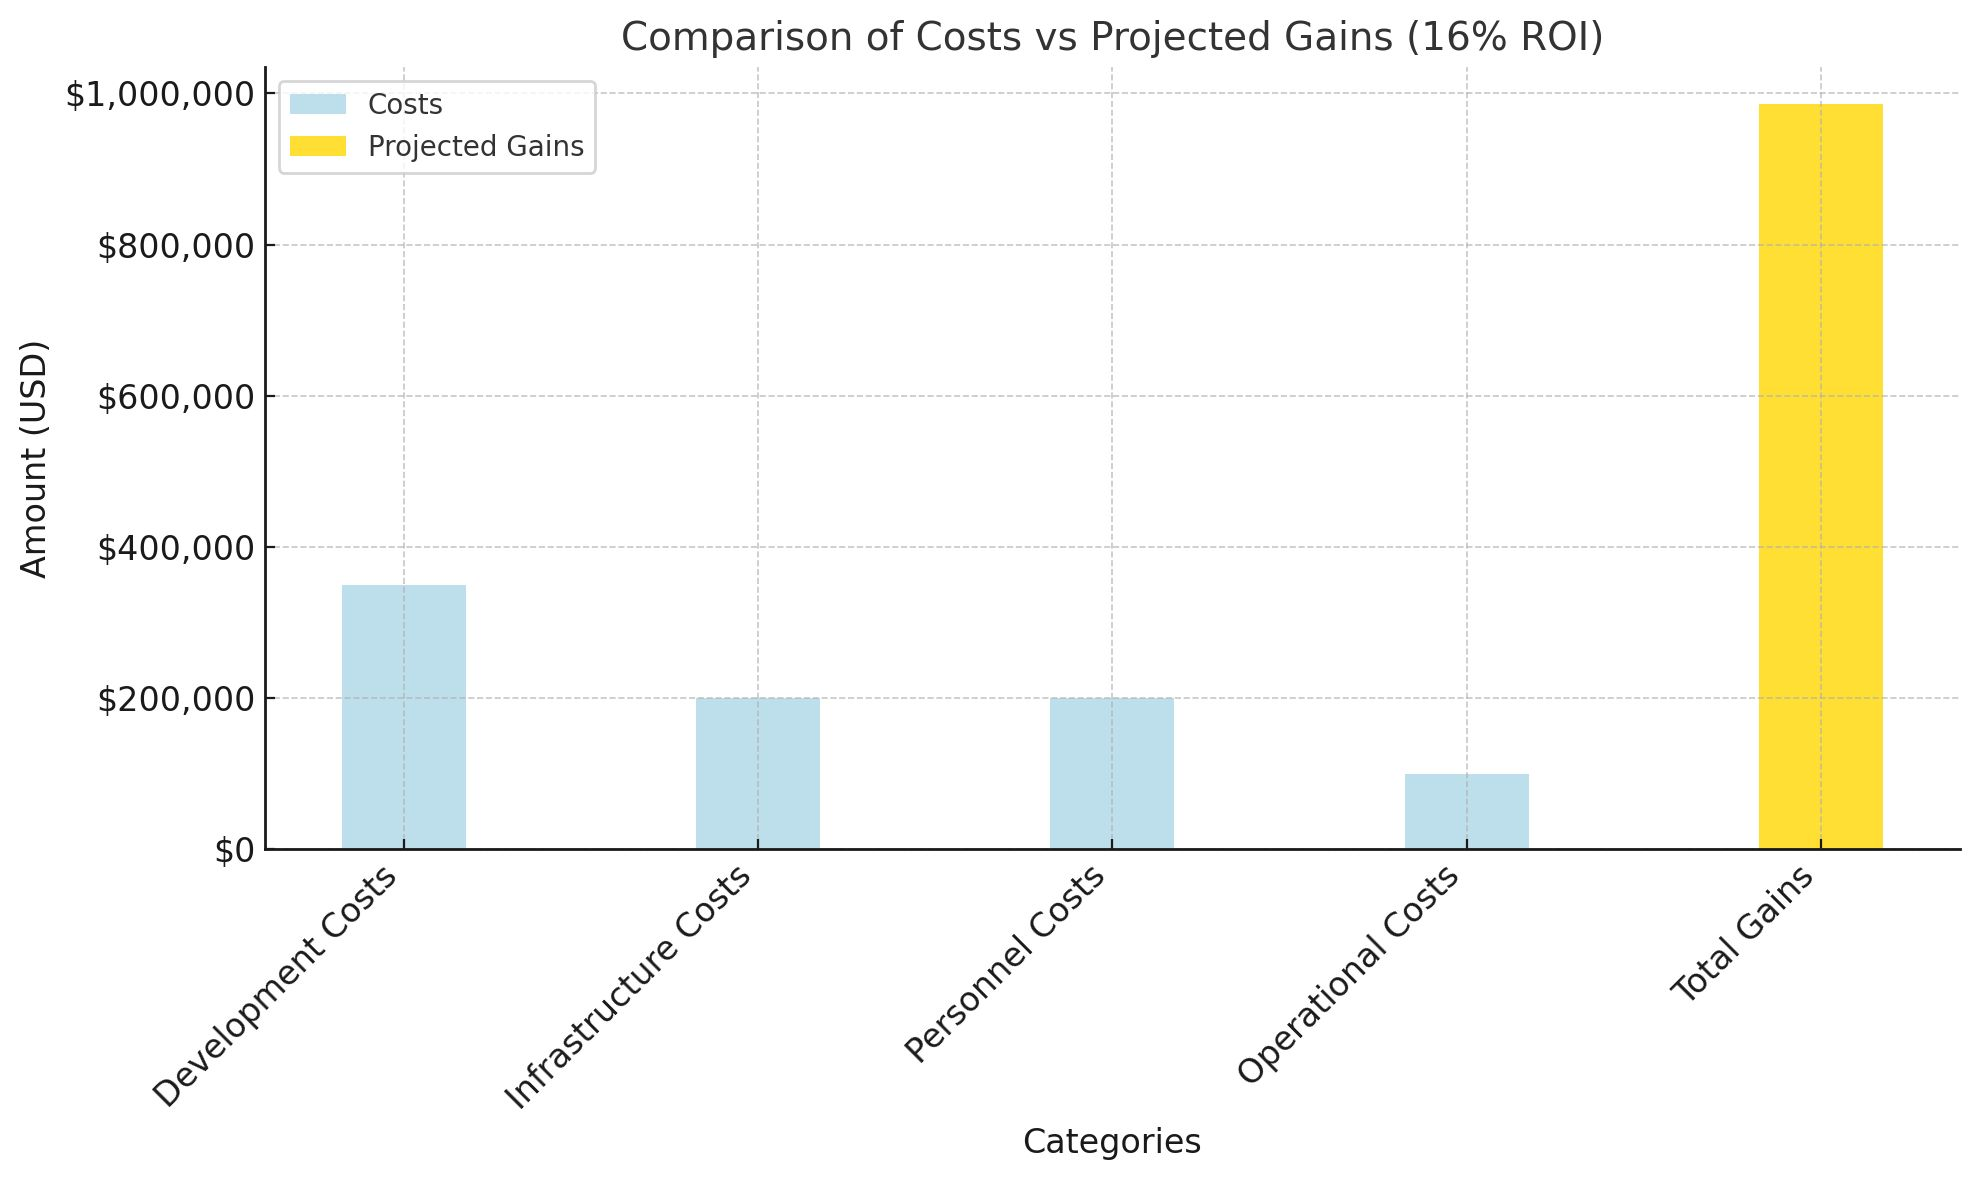 Comparison of Costs vs Projected Gains (16% ROI)
Costs
Projected Gains
$1,000,000
$800,000
$600,000
$400,000
$200,000
$0
Amount (USD)
Development Costs
Infrastructure Costs
Personnel Costs
Operational Costs
Total Gains
Categories